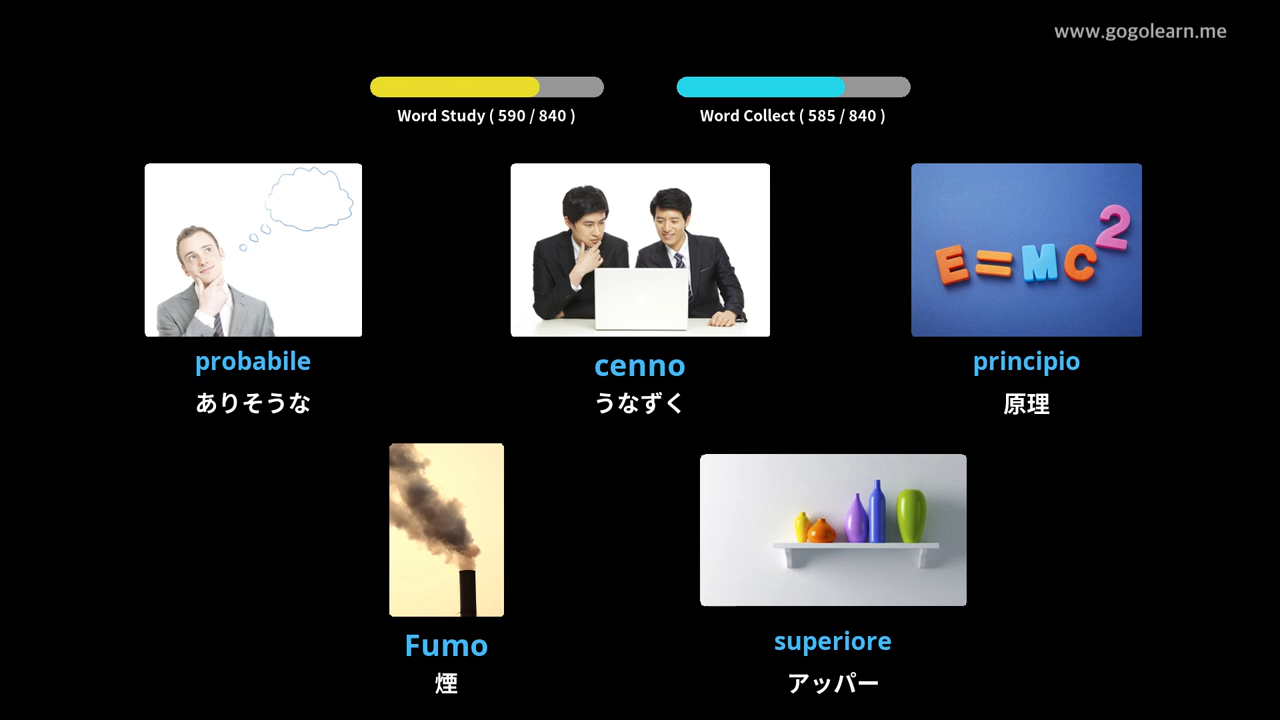 www.gogolearn.me
Word Study ( 590 / 840 )
Word Collect ( 585 / 840 )
E=MC2
probabile
ありそうな
cenno
うなずく
principio
原理
Fumo
煙
superiore
アッパー